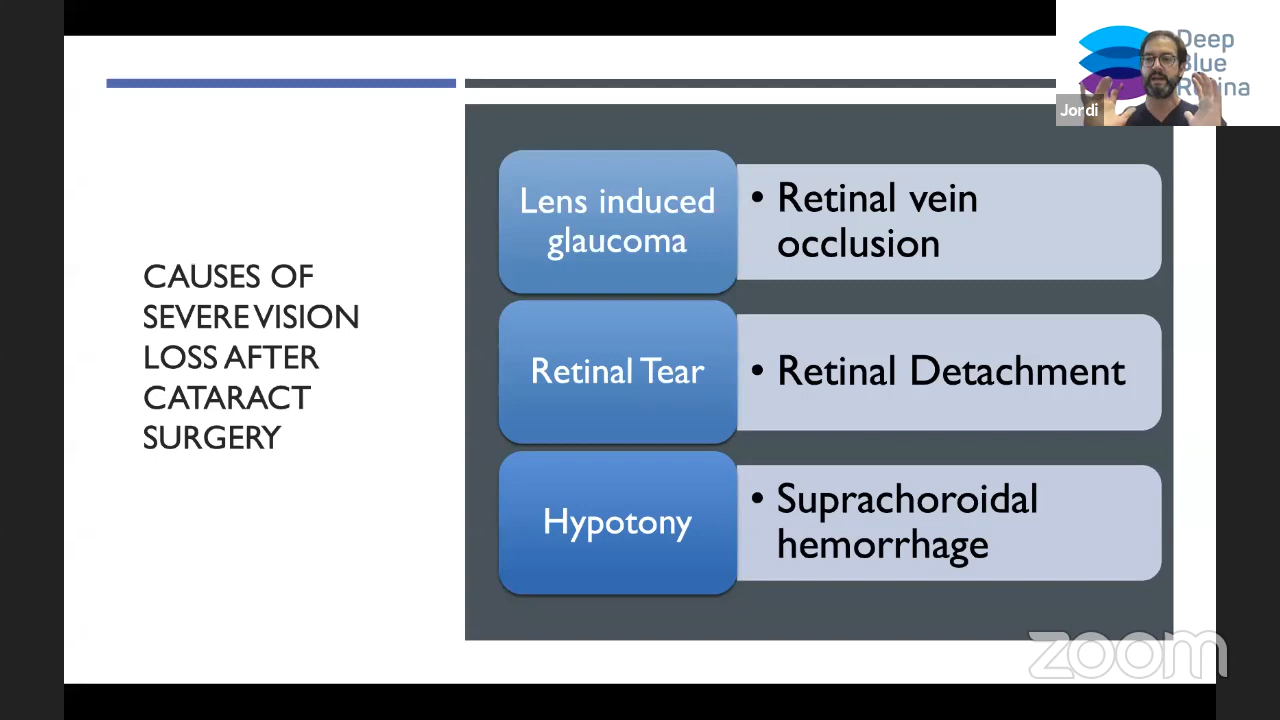 CAUSES OF
SEVERE VISION
LOSS AFTER
CATARACT
SURGERY
Lens induced
glaucoma
• Retinal vein
occlusion
Retinal Tear
• Retinal Detachment
Hypotony
• Suprachoroidal
hemorrhage
Deep
Blue
Retina
Jordi
zoom